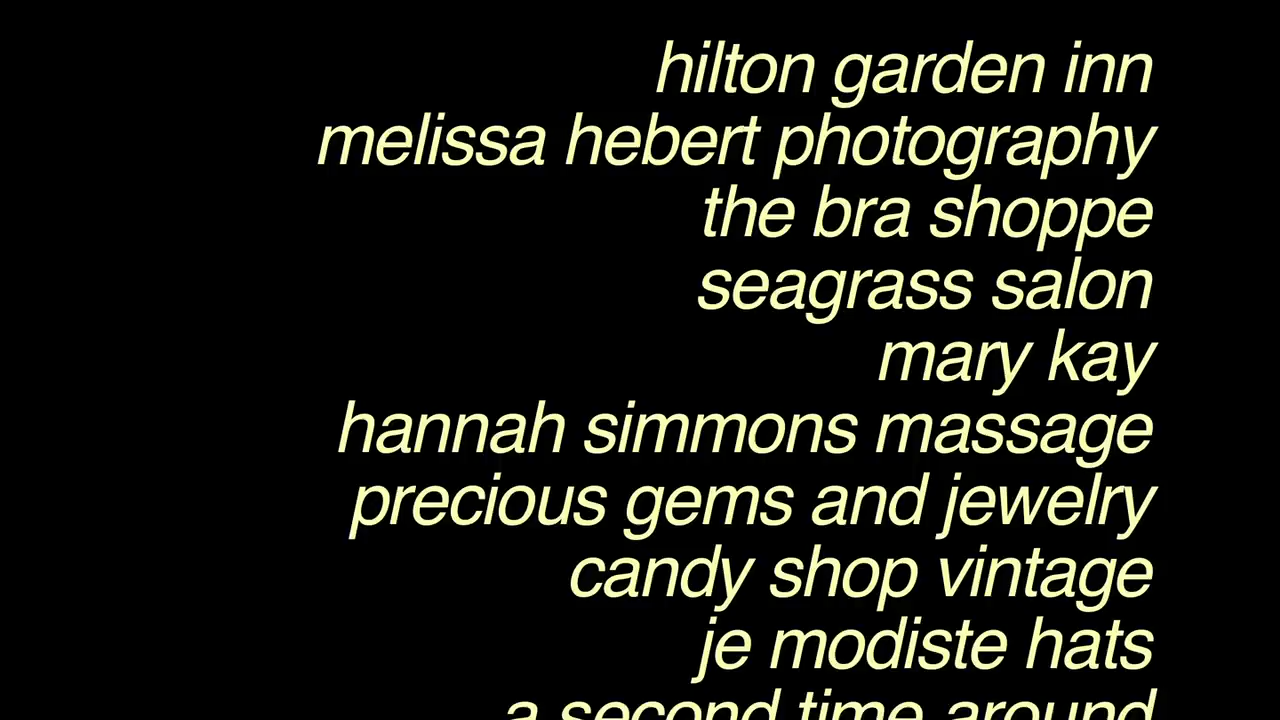 hilton garden inn
melissa hebert photography
the bra shoppe
seagrass salon
mary kay
hannah simmons massage
precious gems and jewelry
candy shop vintage
je modiste hats
a second time around